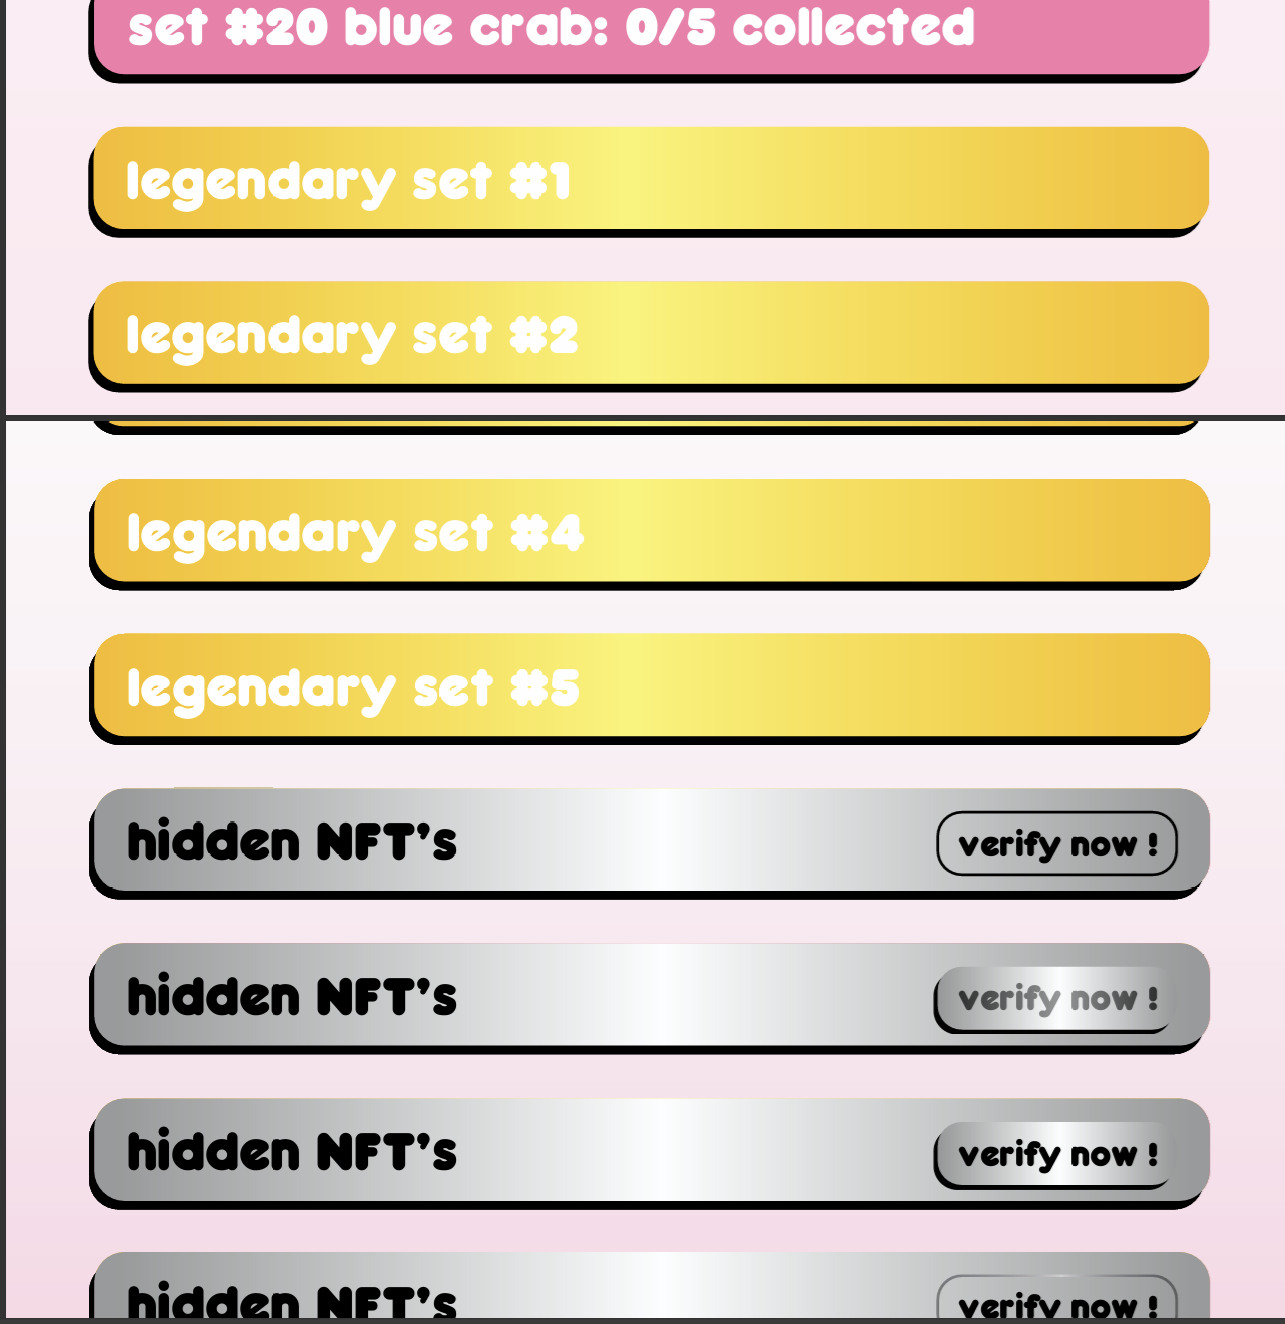 set #20 blue crab: 0/5 collected
legendary set #1
legendary set #2
legendary set #4
legendary set #5
hidden NFT’s verify now !
hidden NFT’s verify now !
hidden NFT’s verify now !
hidden NFT’s verify now !